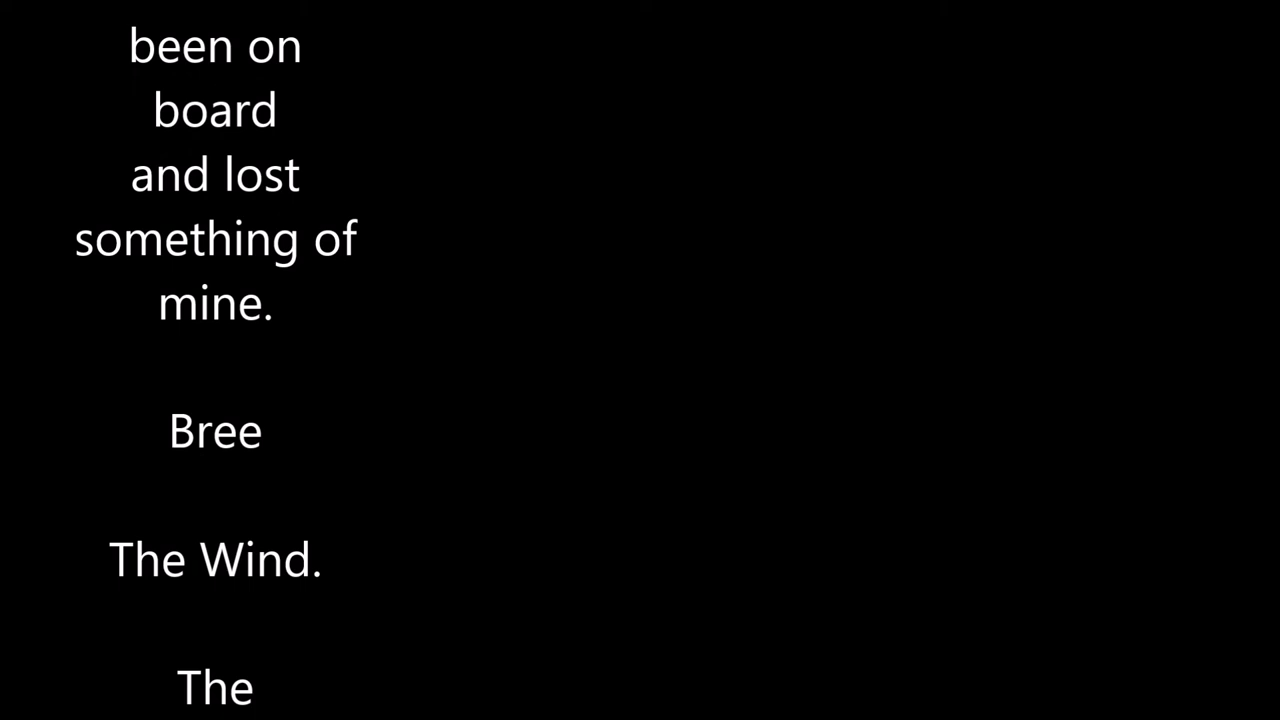 been on
board
and lost
something of
mine.
Bree
The Wind.
The